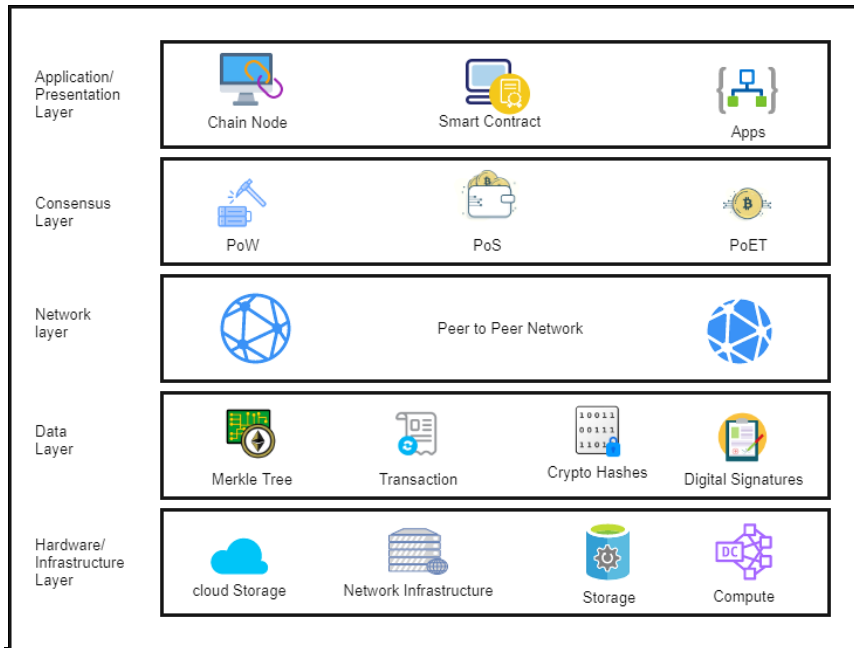 Application/
Presentation
Layer
Chain Node
Smart Contract
Apps
Consensus
Layer
PoW
PoS
PoET
Network
layer
Peer to Peer Network
Data
Layer
10011
00111
1101
Merkle Tree
Transaction
Crypto Hashes
Digital Signatures
Hardware/
Infrastructure
Layer
DC
cloud Storage
Network Infrastructure
Storage
Compute